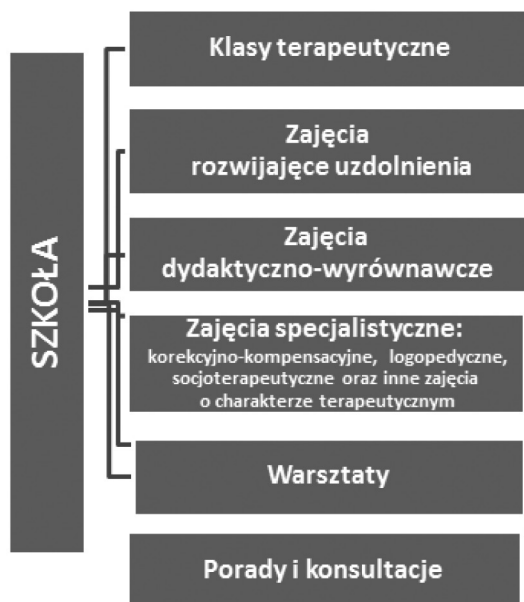 SZKOŁA
Klasy terapeutyczne
Zajęcia
rozwijajęce uzdolnienia
Zajęcia
dydaktyczno-wyrównawcze
Zajęcia specjalistyczne:
korekcyjno-kompensacyjne, logopedyczne,
socjoterapeutyczne oraz inne zajęcia
o charakterze terapeutycznym
Warsztaty
Porady i konsultacje